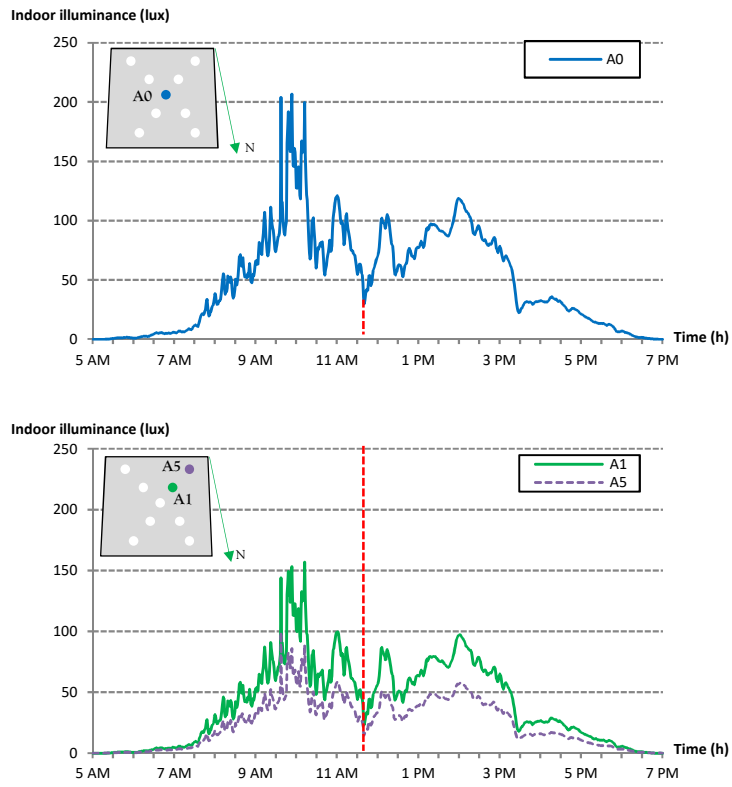 Indoor illuminance (lux)
250
200
150
100
50
0
A0
N
A0
5 AM 7 AM 9 AM 11 AM 1 PM 3 PM 5 PM 7 PM
Time (h)
Indoor illuminance (lux)
250
200
150
100
50
0
A5
A1
N
A1
A5
5 AM 7 AM 9 AM 11 AM 1 PM 3 PM 5 PM 7 PM
Time (h)